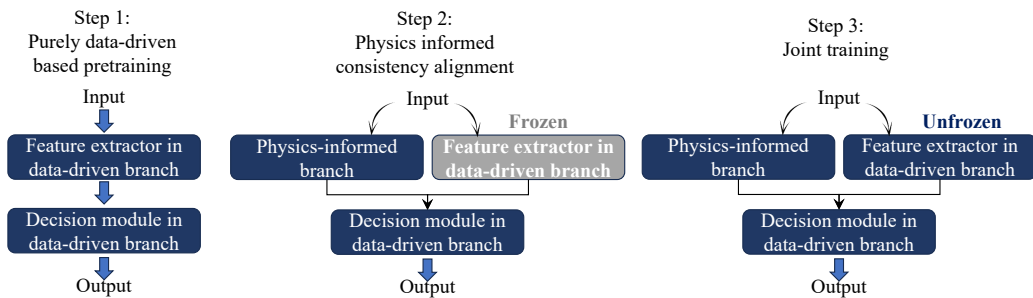 Step 1:
Purely data-driven
based pretraining
Input
Feature extractor in
data-driven branch
Decision module in
data-driven branch
Output
Step 2:
Physics informed
consistency alignment
Input
Frozen
Physics-informed
branch
Feature extractor in
data-driven branch
Decision module in
data-driven branch
Output
Step 3:
Joint training
Input
Unfrozen
Physics-informed
branch
Feature extractor in
data-driven branch
Decision module in
data-driven branch
Output